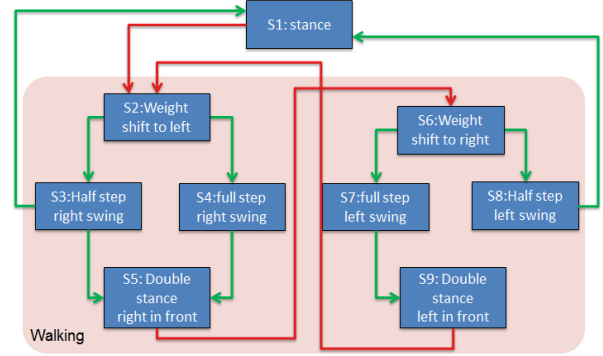 S1: stance
S2:Weight
shift to left
S6:Weight
shift to right
S3:Half step
right swing
S4:full step
right swing
S7:full step
left swing
S8:Half step
left swing
S5: Double
stance
right in front
S9: Double
stance
left in front
Walking